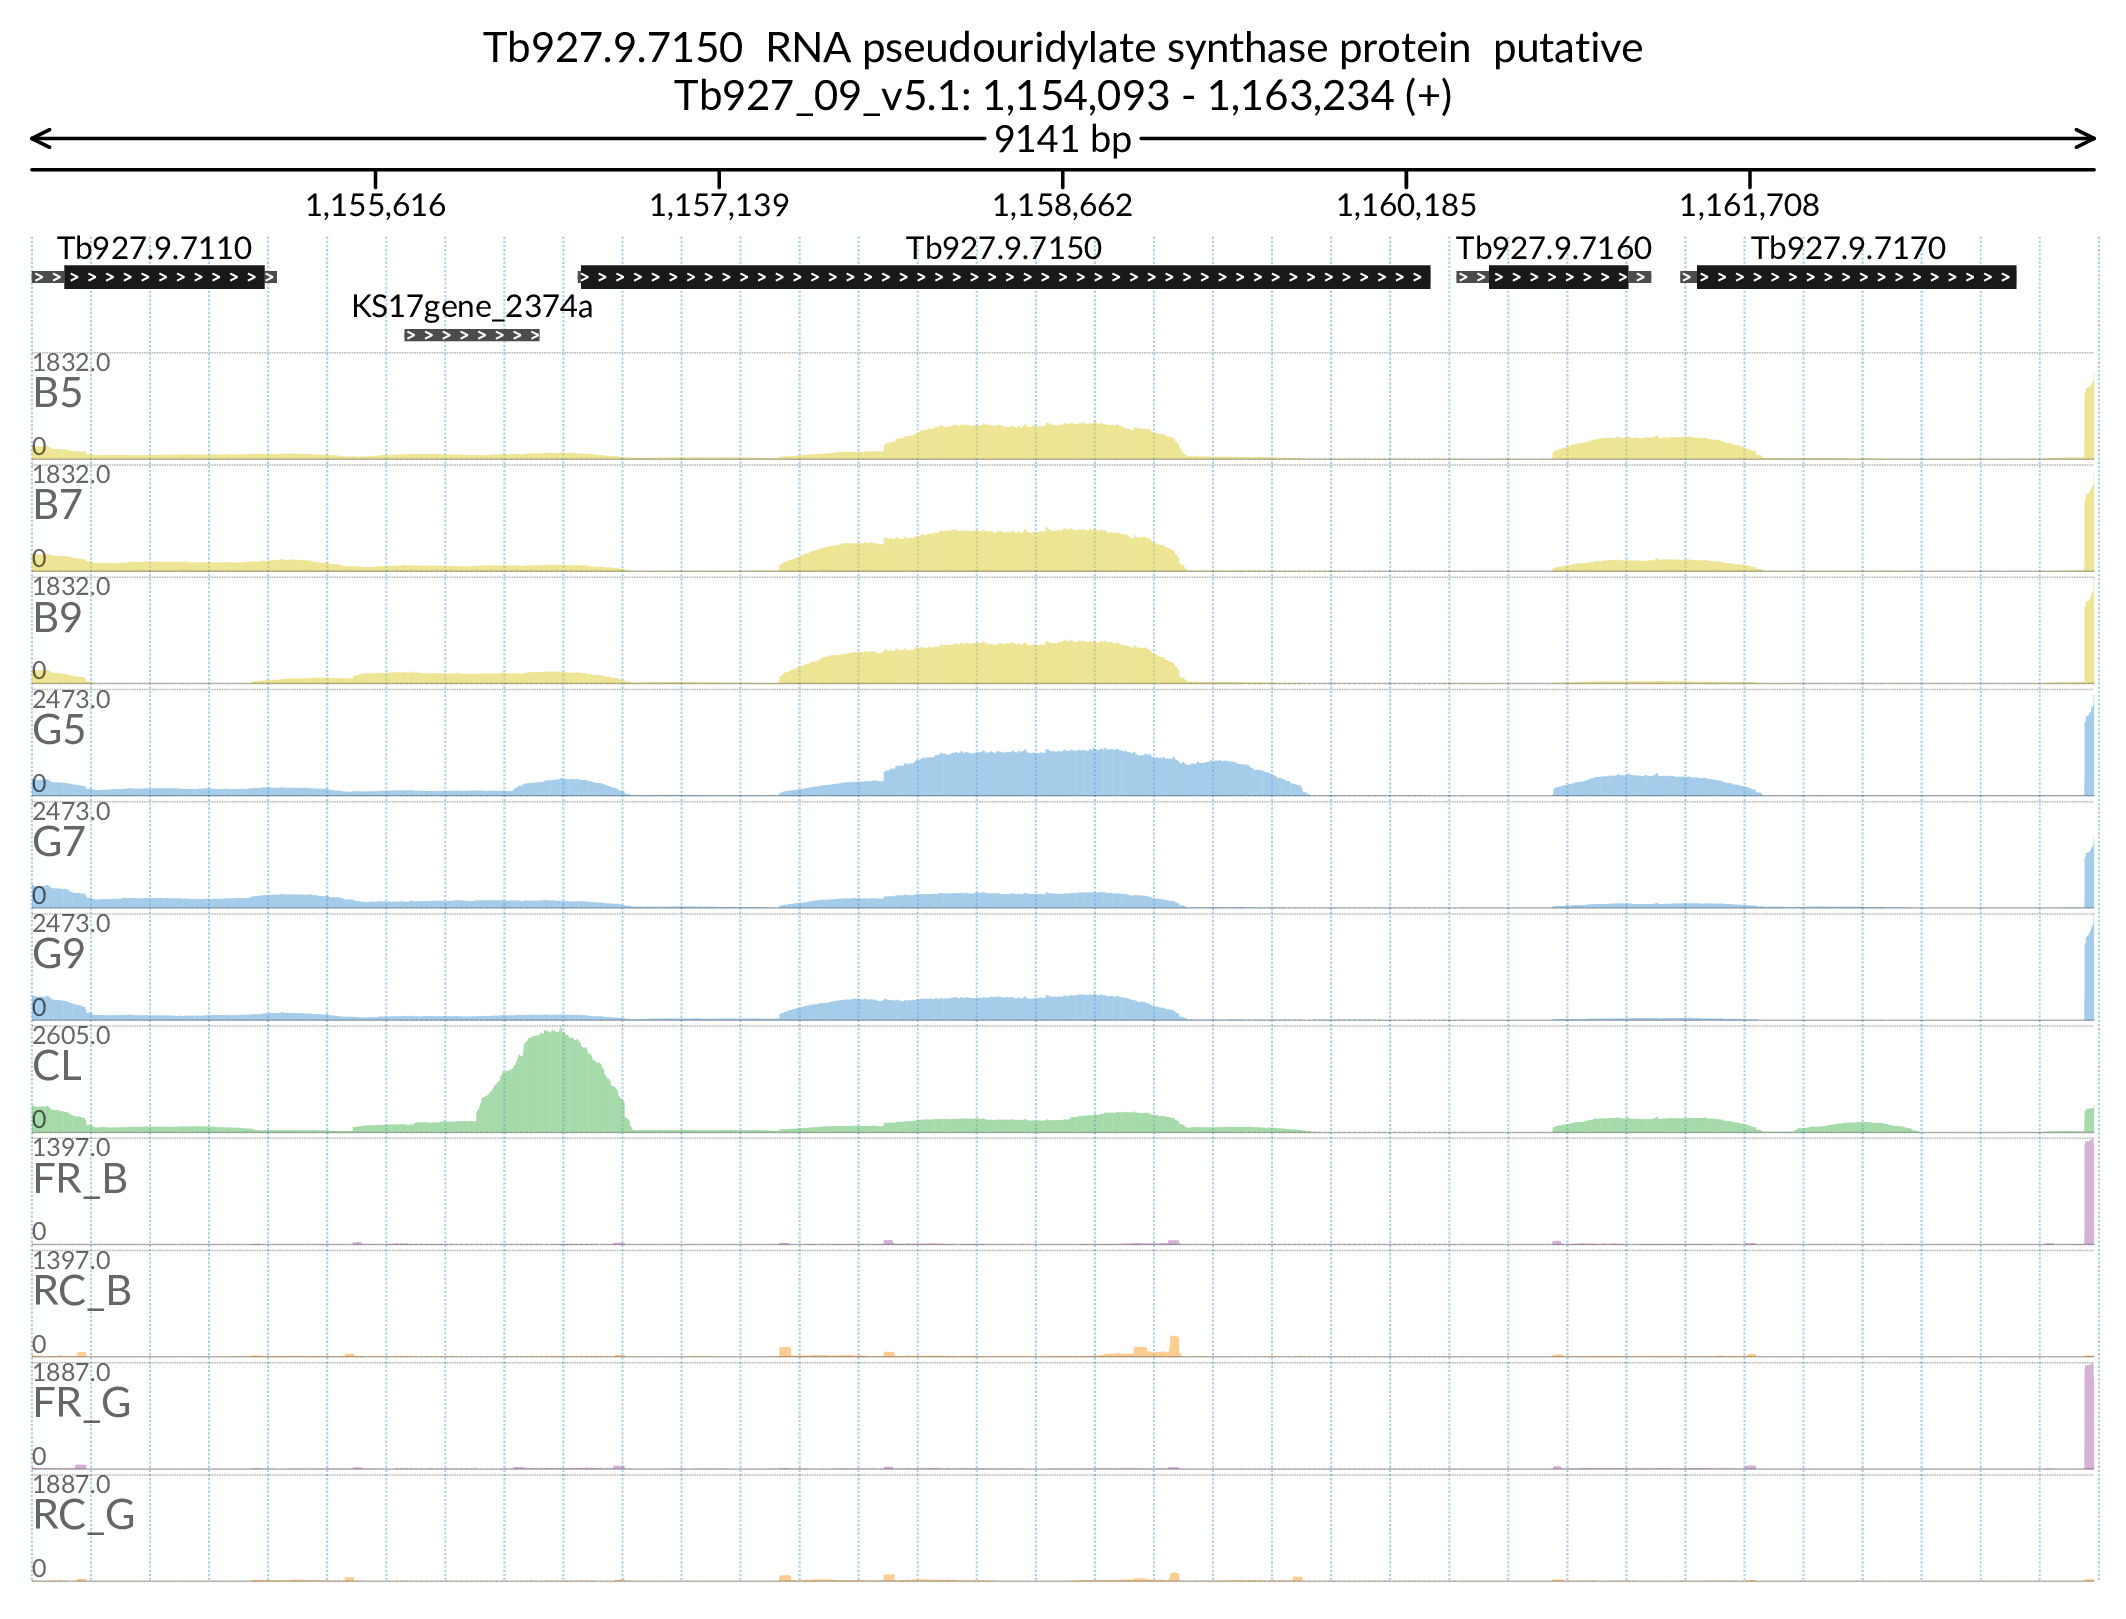 Tb927.9.7150  RNA pseudouridylate synthase protein  putative
Tb927_09_v5.1: 1,154,093 - 1,163,234 (+)
9141 bp
1,155,616 1,157,139 1,158,662 1,160,185 1,161,708
Tb927.9.7110 Tb927.9.7150 Tb927.9.7160 Tb927.9.7170
KS17gene_2374a
1832.0
B5
0
1832.0
B7
0
1832.0
B9
0
2473.0
G5
0
2473.0
G7
0
2473.0
G9
0
2605.0
CL
0
1397.0
FR_B
0
1397.0
RC_B
0
1887.0
FR_G
0
1887.0
RC_G
0